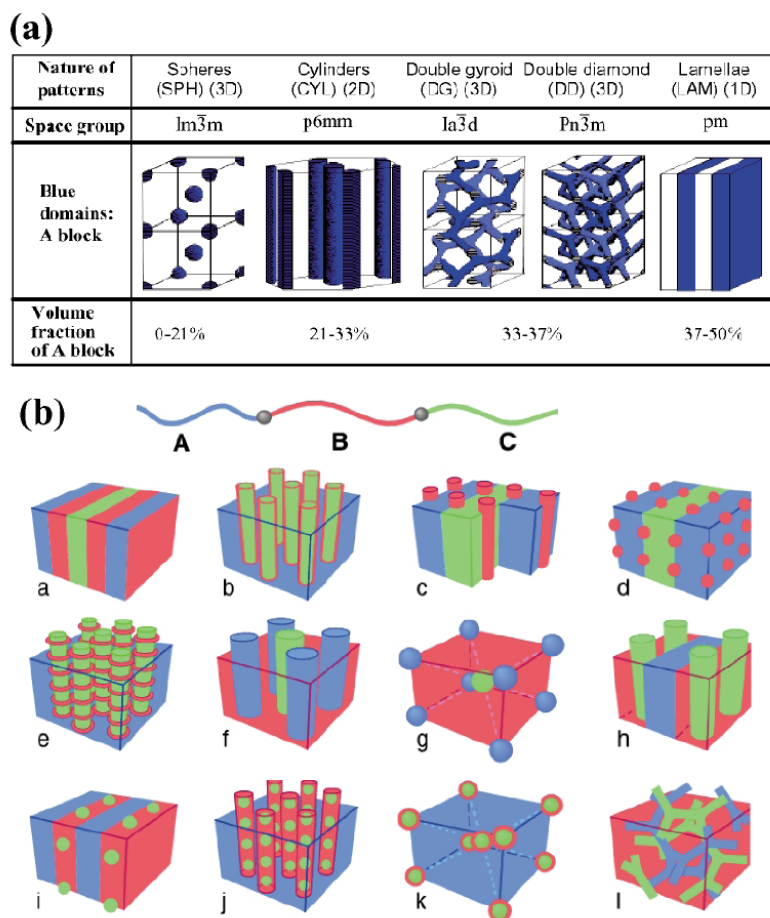 (a)
Nature of patterns
Spheres (SPH) (3D)
Cylinders (CYL) (2D)
Double gyroid (DG) (3D)
Double diamond (DD) (3D)
Lamellae (LAM) (1D)
Space group
Im3̅m
p6mm
Ia3̅d
Pn3̅m
pm
Blue domains: A block
Volume fraction of A block
0-21%
21-33%
33-37%
37-50%
(b)
A B C
a b c d
e f g h
i j k l